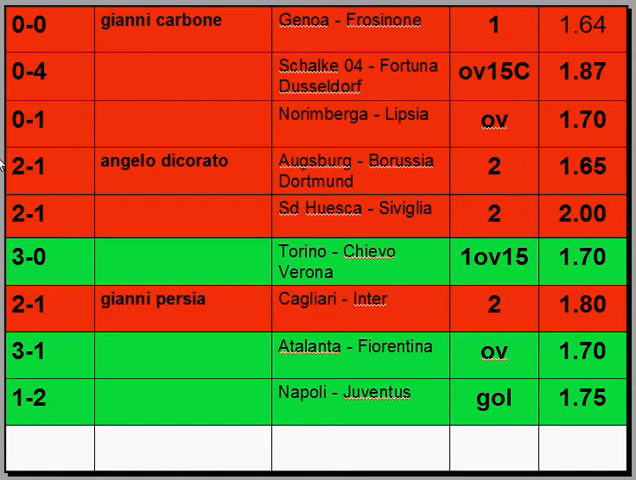 0-0 gianni carbone Genoa - Frosinone 1 1.64
0-4 Schalke 04 - Fortuna Dusseldorf ov15C 1.87
0-1 Norimberga - Lipsia ov 1.70
2-1 angelo dicorato Augsburg - Borussia Dortmund 2 1.65
2-1 Sd Huesca - Siviglia 2 2.00
3-0 Torino - Chievo Verona 1ov15 1.70
2-1 gianni persia Cagliari - Inter 2 1.80
3-1 Atalanta - Fiorentina ov 1.70
1-2 Napoli - Juventus gol 1.75